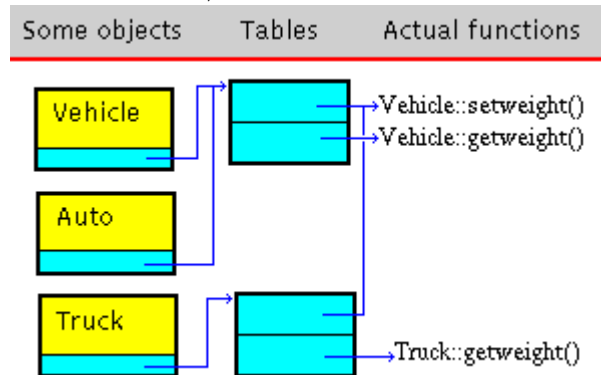 Some objects Tables Actual functions
Vehicle
Vehicle::setweight()
Vehicle::getweight()
Auto
Truck
Truck::getweight()